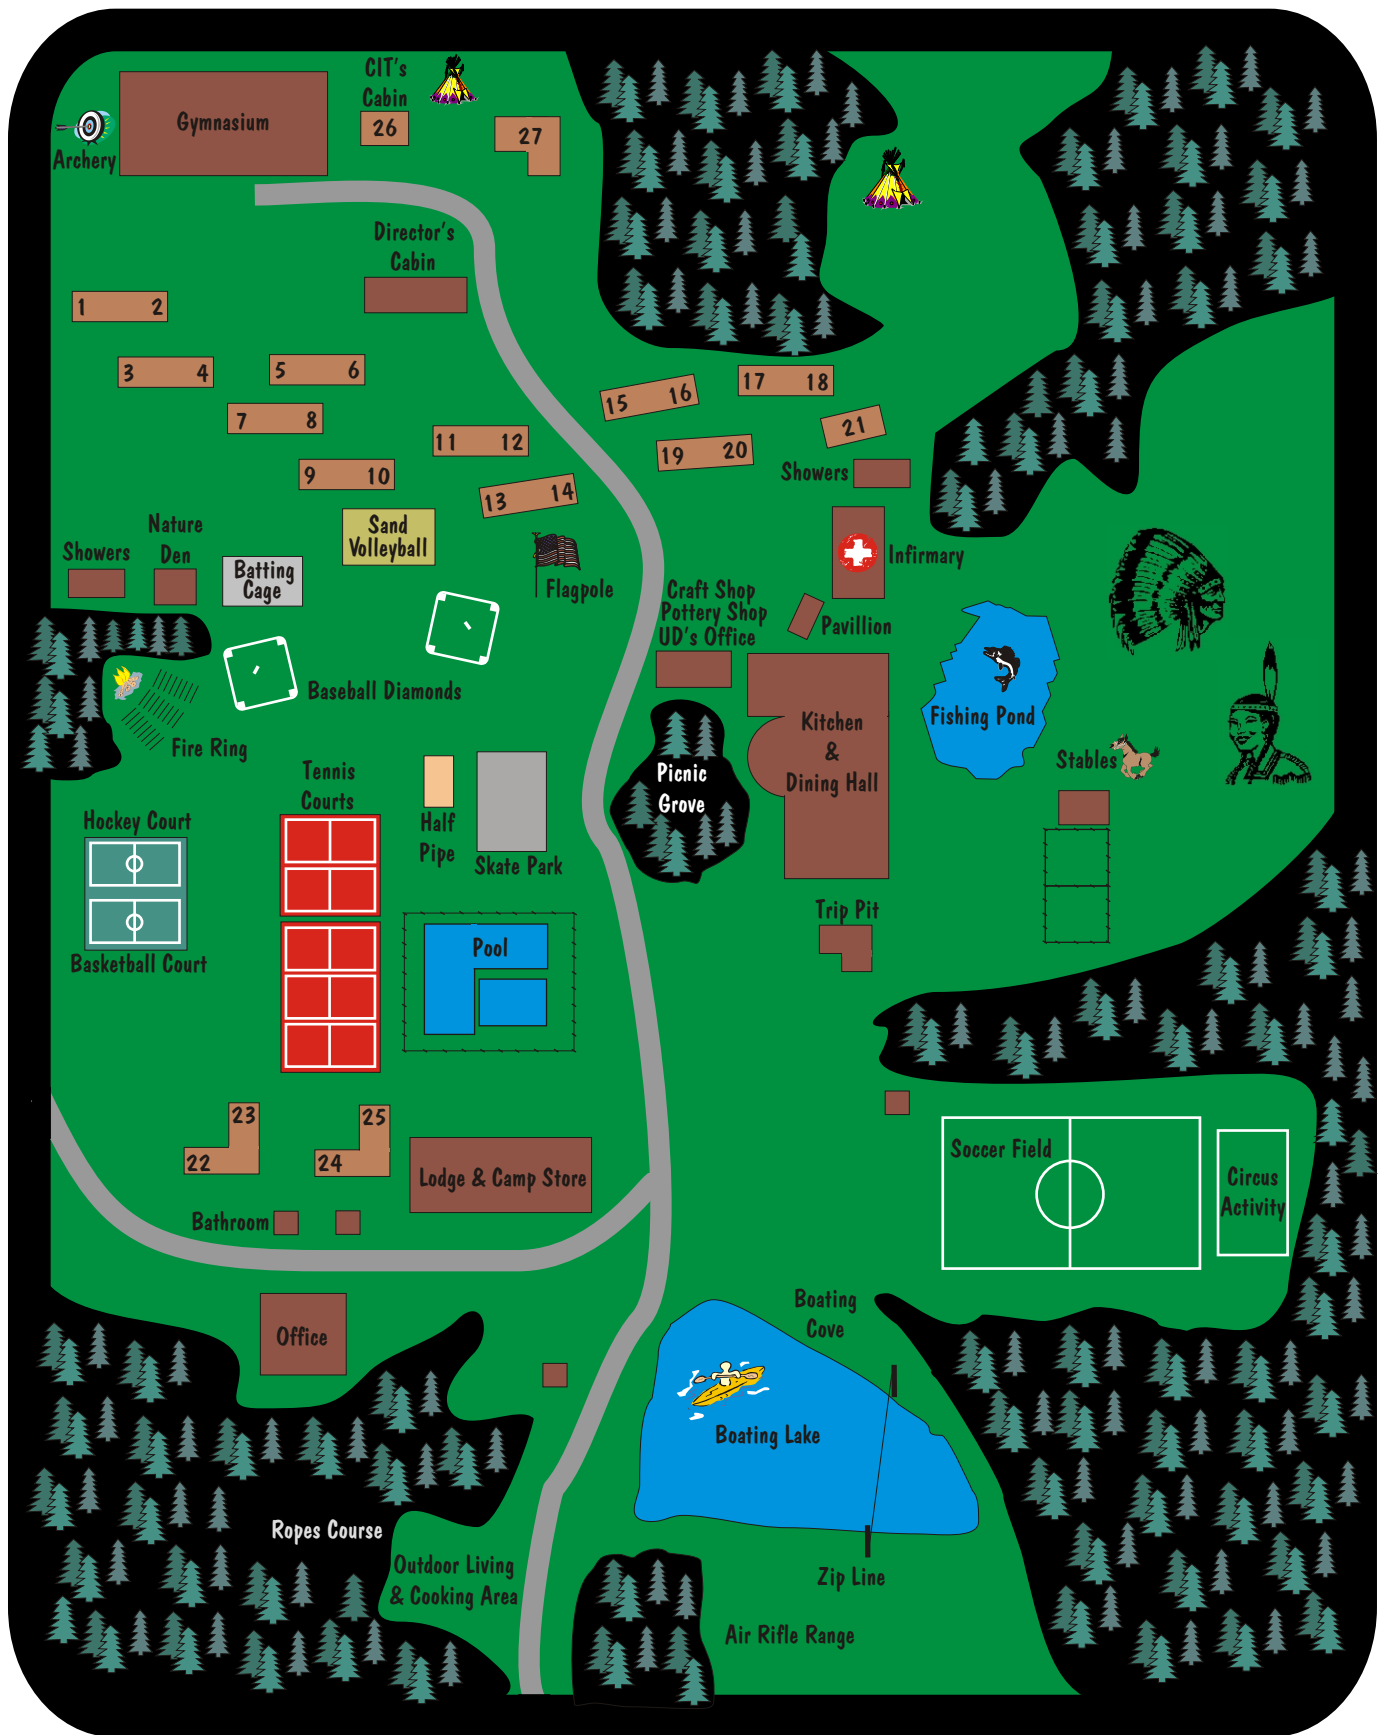 CIT's
Cabin
26
27
Gymnasium
Archery
Director's
Cabin
1 2
3 4
5 6
7 8
9 10
11 12
13 14
15 16
17 18
19 20
21
Showers
Infirmary
Sand
Volleyball
Nature
Den
Showers
Batting
Cage
Flagpole
Craft Shop
Pottery Shop
UD's Office
Pavillion
Baseball Diamonds
Fire Ring
Kitchen
&
Dining Hall
Fishing Pond
Stables
Picnic
Grove
Tennis
Courts
Half
Pipe
Skate Park
Hockey Court
Basketball Court
Trip Pit
Pool
23
22
25
24
Lodge & Camp Store
Bathroom
Soccer Field
Circus
Activity
Office
Boating
Cove
Boating Lake
Ropes Course
Outdoor Living
& Cooking Area
Zip Line
Air Rifle Range